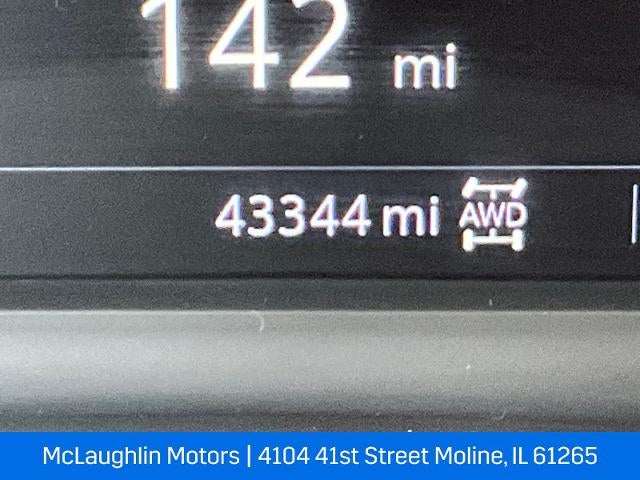 142 mi
43344 mi AWD
McLaughlin Motors | 4104 41st Street Moline, IL 61265